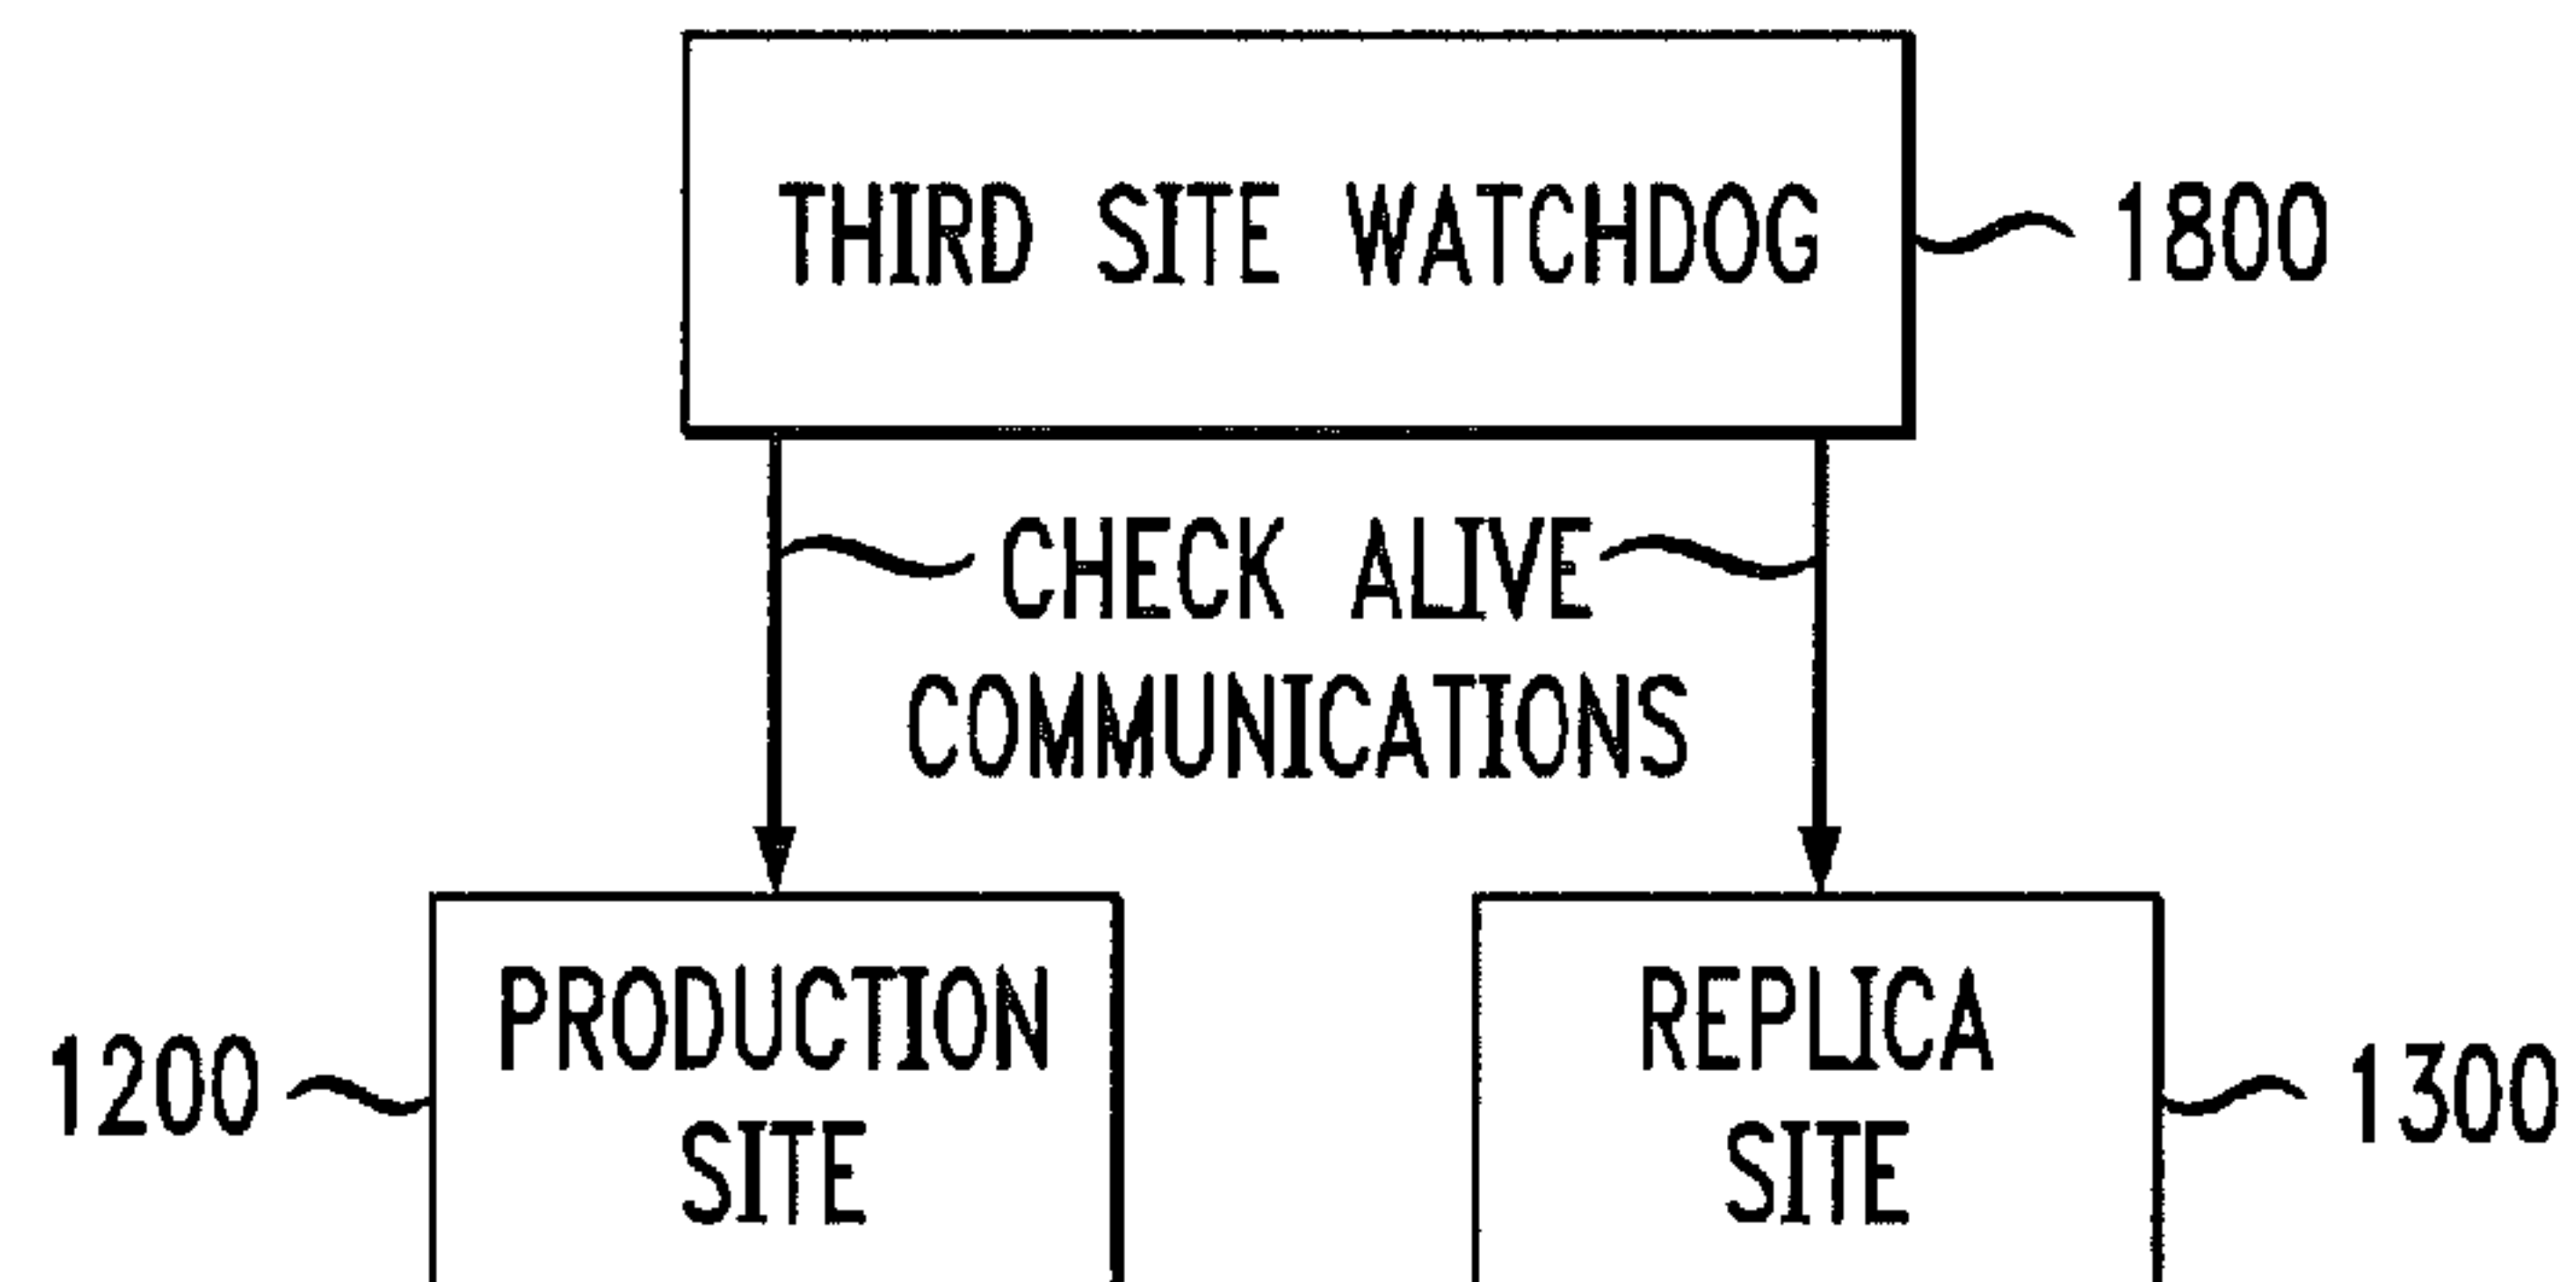 THIRD SITE WATCHDOG
1800
CHECK ALIVE
COMMUNICATIONS
1200
PRODUCTION
SITE
REPLICA
SITE
1300